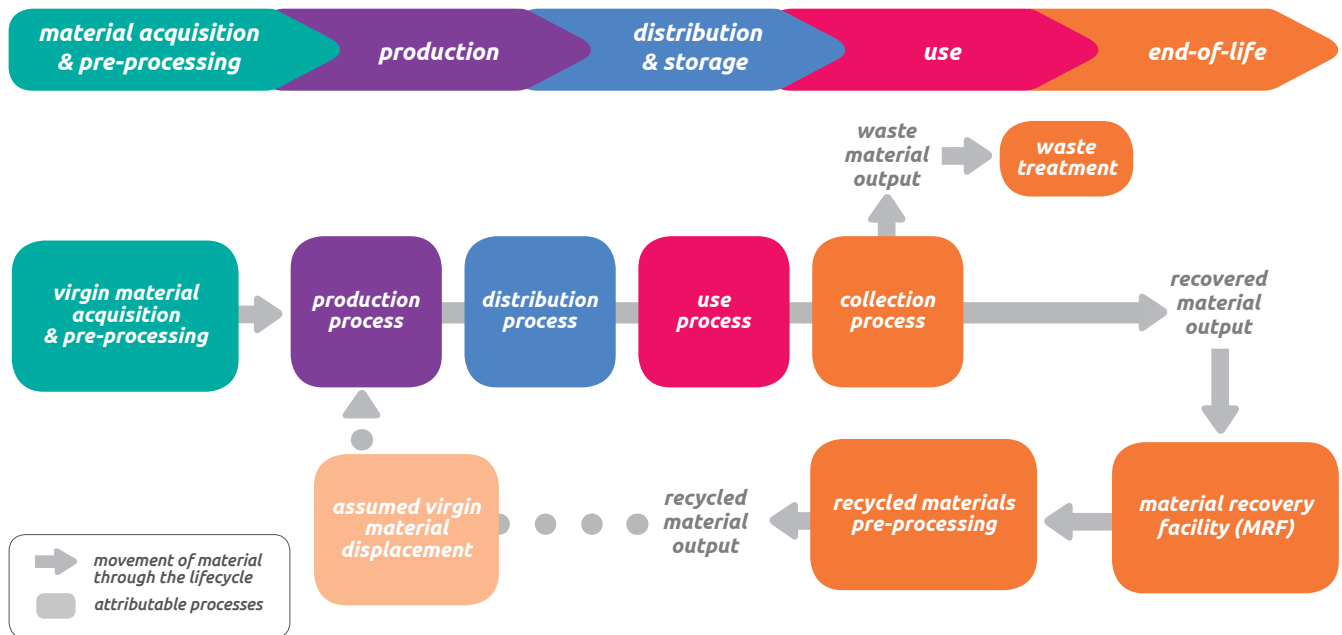 material acquisition
& pre-processing
production
distribution
& storage
use
end-of-life
waste
material
output
waste
treatment
virgin material
acquisition
& pre-processing
production
process
distribution
process
use
process
collection
process
recovered
material
output
assumed virgin
material
displacement
recycled
material
output
recycled materials
pre-processing
material recovery
facility (MRF)
movement of material
through the lifecycle
attributable processes